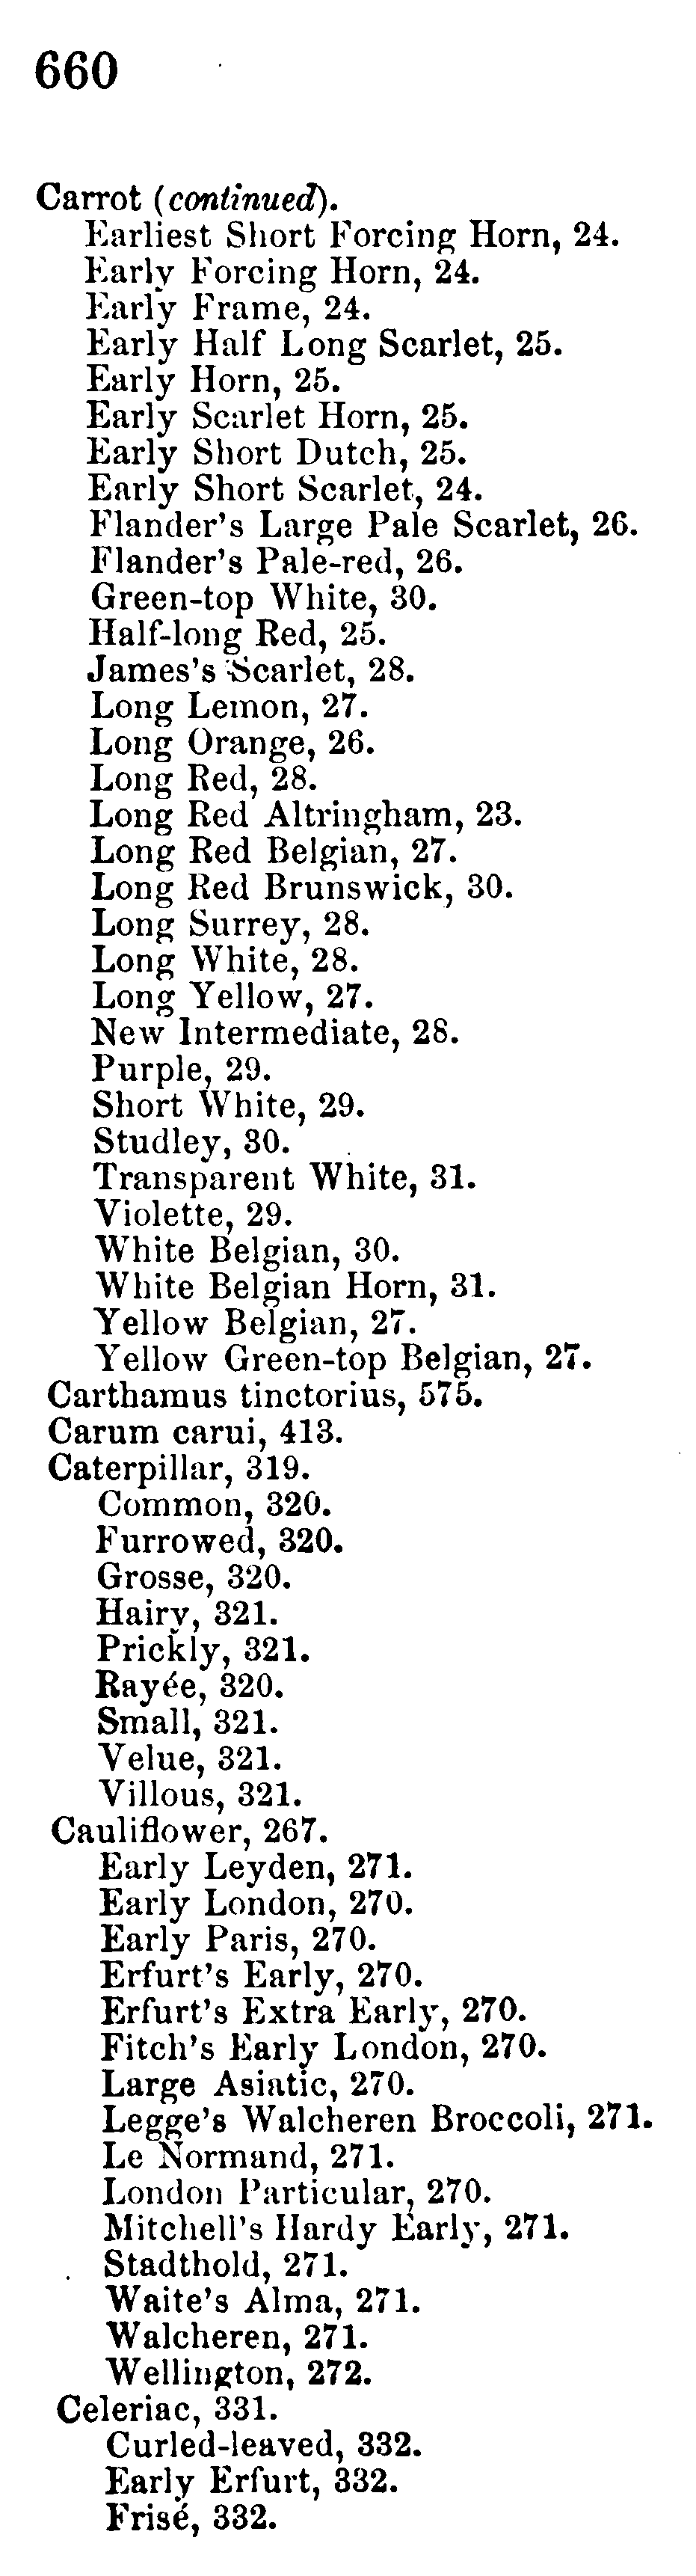 660
Carrot (continued).
Earliest Short Forcing Horn, 24.
Early Forcing Horn, 24.
Early Frame, 24.
Early Half Long Scarlet, 25.
Early Horn, 25.
Early Scarlet Horn, 25.
Early Short Dutch, 25.
Early Short Scarlet, 24.
Flander's Large Pale Scarlet, 26.
Flander's Pale-red, 26.
Green-top White, 30.
Half-long Red, 25.
James's Scarlet, 28.
Long Lemon, 27.
Long Orange, 26.
Long Red, 28.
Long Red Altringham, 23.
Long Red Belgian, 27.
Long Red Brunswick, 30.
Long Surrey, 28.
Long White, 28.
Long Yellow, 27.
New Intermediate, 28.
Purple, 29.
Short White, 29.
Studley, 30.
Transparent White, 31.
Violette, 29.
White Belgian, 30.
White Belgian Horn, 31.
Yellow Belgian, 27.
Yellow Green-top Belgian, 27.
Carthamus tinctorius, 575.
Carum carui, 413.
Caterpillar, 319.
Common, 320.
Furrowed, 320.
Grosse, 320.
Hairy, 321.
Prickly, 321.
Rayée, 320.
Small, 321.
Velue, 321.
Villous, 321.
Cauliflower, 267.
Early Leyden, 271.
Early London, 270.
Early Paris, 270.
Erfurt's Early, 270.
Erfurt's Extra Early, 270.
Fitch's Early London, 270.
Large Asiatic, 270.
Legge's Walcheren Broccoli, 271.
Le Normand, 271.
London Particular, 270.
Mitchell's Hardy Early, 271.
Stadthold, 271.
Waite's Alma, 271.
Walcheren, 271.
Wellington, 272.
Celeriac, 331.
Curled-leaved, 332.
Early Erfurt, 332.
Frisé, 332.